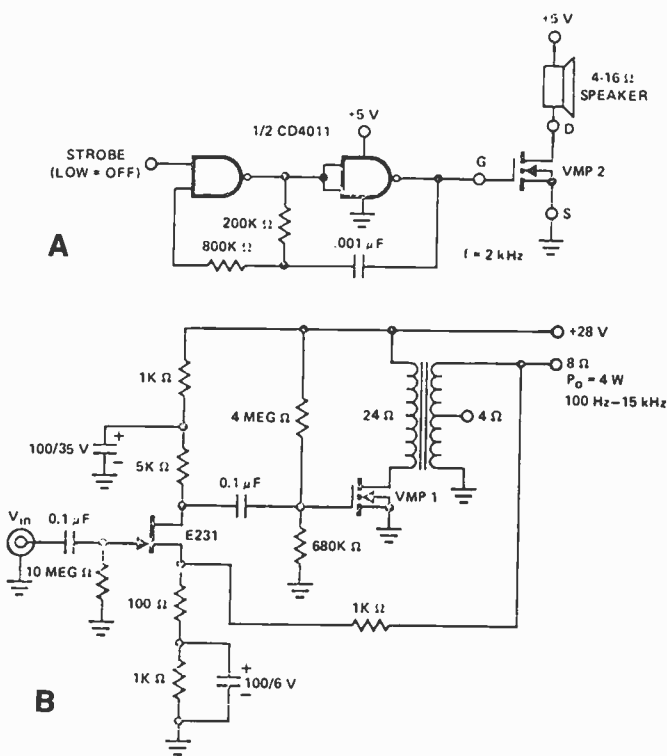 +5 V
4-16 Ω
SPEAKER
D
1/2 CD4011
+5 V
STROBE
(LOW = OFF)
G
VMP 2
S
200K Ω
800K Ω
.001 µF
f = 2 kHz
A
+28 V
1K Ω
8 Ω
Po = 4 W
100 Hz–15 kHz
4 MEG Ω
24 Ω
4 Ω
100/35 V
+
−
5K Ω
0.1 µF
VMP 1
Vin
0.1 µF
E231
10 MEG Ω
680K Ω
100 Ω
1K Ω
1K Ω
+
100/6 V
−
B